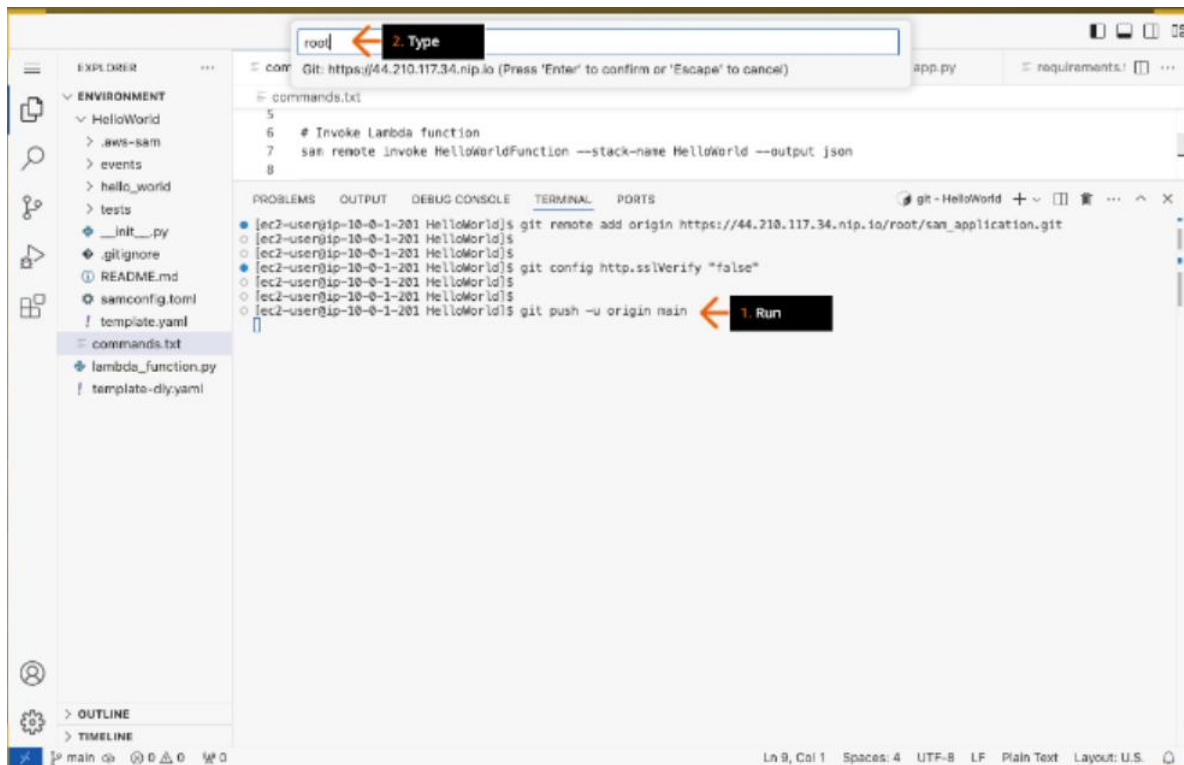 root
2. Type
Git: https://44.210.117.34.nip.io (Press 'Enter' to confirm or 'Escape' to cancel)
EXPLORER
com
app.py
requirements.t
ENVIRONMENT
HelloWorld
.aws-sam
events
hello_world
tests
__init__.py
.gitignore
README.md
samconfig.toml
template.yaml
commands.txt
lambda_function.py
template-diy.yaml
commands.txt
5
6 # Invoke Lambda function
7 sam remote invoke HelloWorldFunction --stack-name HelloWorld --output json
8
PROBLEMS OUTPUT DEBUG CONSOLE TERMINAL PORTS
git - HelloWorld
[ec2-user@ip-10-0-1-201 HelloWorld]$ git remote add origin https://44.210.117.34.nip.io/root/sam_application.git
[ec2-user@ip-10-0-1-201 HelloWorld]$
[ec2-user@ip-10-0-1-201 HelloWorld]$
[ec2-user@ip-10-0-1-201 HelloWorld]$ git config http.sslVerify "false"
[ec2-user@ip-10-0-1-201 HelloWorld]$
[ec2-user@ip-10-0-1-201 HelloWorld]$
[ec2-user@ip-10-0-1-201 HelloWorld]$ git push -u origin main
1. Run
OUTLINE
TIMELINE
main
0 0
0
Ln 9, Col 1 Spaces: 4 UTF-8 LF Plain Text Layout: U.S.